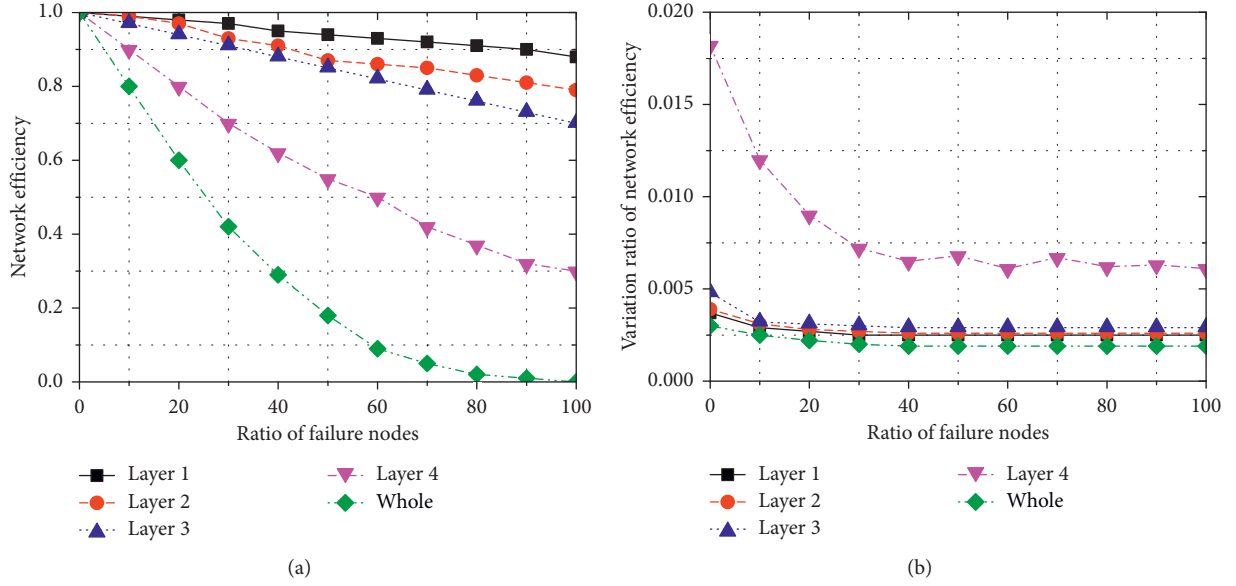 1.0
0.8
0.6
0.4
0.2
0.0
Network efficiency
0 20 40 60 80 100
Ratio of failure nodes
Layer 1
Layer 2
Layer 3
Layer 4
Whole
(a)
0.020
0.015
0.010
0.005
0.000
Variation ratio of network efficiency
0 20 40 60 80 100
Ratio of failure nodes
Layer 1
Layer 2
Layer 3
Layer 4
Whole
(b)